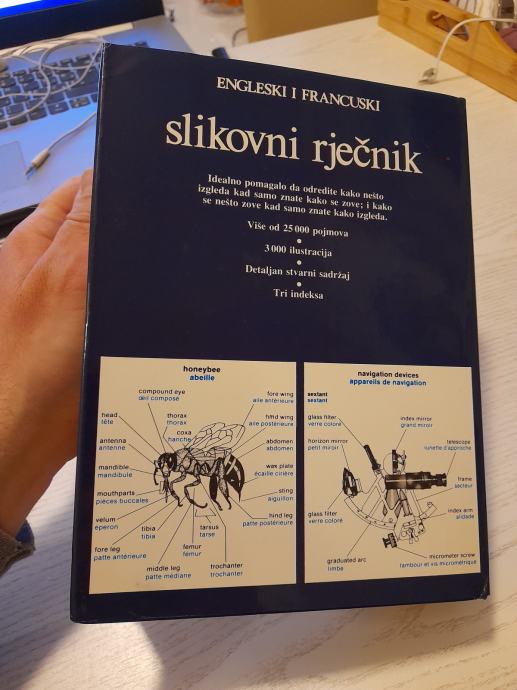 ENGLESKI I FRANCUSKI
slikovni rječnik
Idealno pomagalo da odredite kako nešto
izgleda kad samo znate kako se zove; i kako
se nešto zove kad samo znate kako izgleda.
Više od 25 000 pojmova
3 000 ilustracija
Detaljan stvarni sadržaj
Tri indeksa
honeybee
abeille
compound eye
œil composé
fore wing
aile antérieure
head
tête
thorax
thorax
hind wing
aile postérieure
coxa
hanche
antenna
antenne
abdomen
abdomen
mandible
mandibule
wax plate
écaille cirière
mouthparts
pièces buccales
sting
aiguillon
velum
eperon
tibia
tibia
tarsus
tarse
hind leg
patte postérieure
fore leg
patte antérieure
femur
fémur
middle leg
patte médiane
trochanter
trochanter
navigation devices
appareils de navigation
sextant
sextant
glass filter
verre coloré
index mirror
grand miroir
horizon mirror
petit miroir
telescope
lunette d'approche
frame
secteur
glass filter
verre coloré
index arm
alidade
graduated arc
limbe
micrometer screw
tambour et vis micrométrique